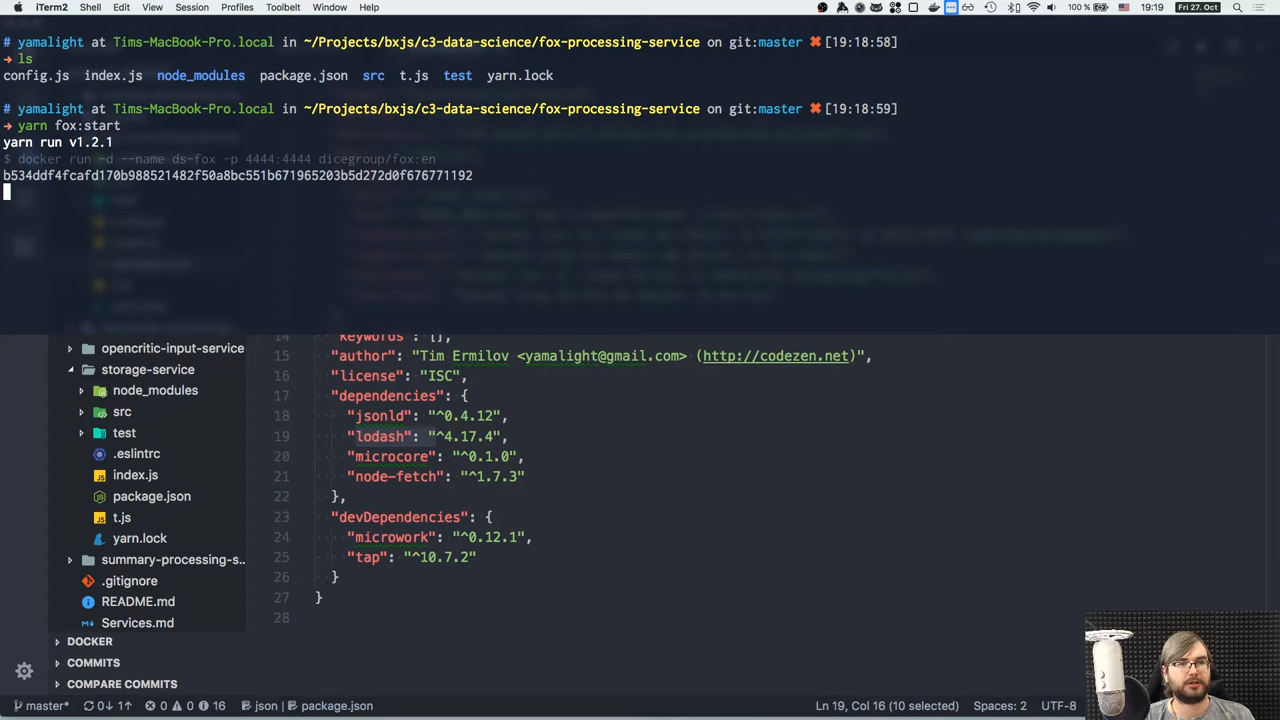 iTerm2 Shell Edit View Session Profiles Toolbelt Window Help 100 % 19:19 Fri 27. Oct
# yamalight at Tims-MacBook-Pro.local in ~/Projects/bxjs/c3-data-science/fox-processing-service on git:master ✖ [19:18:58]
➜ ls
config.js index.js node_modules package.json src t.js test yarn.lock
# yamalight at Tims-MacBook-Pro.local in ~/Projects/bxjs/c3-data-science/fox-processing-service on git:master ✖ [19:18:59]
➜ yarn fox:start
yarn run v1.2.1
$ docker run -d --name ds-fox -p 4444:4444 dicegroup/fox:en
b534ddf4fcafd170b988521482f50a8bc551b671965203b5d272d0f676771192
14 "keywords": [],
opencritic-input-service 15 "author": "Tim Ermilov <yamalight@gmail.com> (http://codezen.net)",
storage-service 16 "license": "ISC",
node_modules 17 "dependencies": {
src 18 "jsonld": "^0.4.12",
test 19 "lodash": "^4.17.4",
.eslintrc 20 "microcore": "^0.1.0",
index.js 21 "node-fetch": "^1.7.3"
package.json 22 },
t.js 23 "devDependencies": {
yarn.lock 24 "microwork": "^0.12.1",
summary-processing-s... 25 "tap": "^10.7.2"
.gitignore 26 }
README.md 27 }
Services.md 28
DOCKER
COMMITS
COMPARE COMMITS
master* 0↓ 1↑ 0 0 16 json package.json Ln 19, Col 16 (10 selected) Spaces: 2 UTF-8